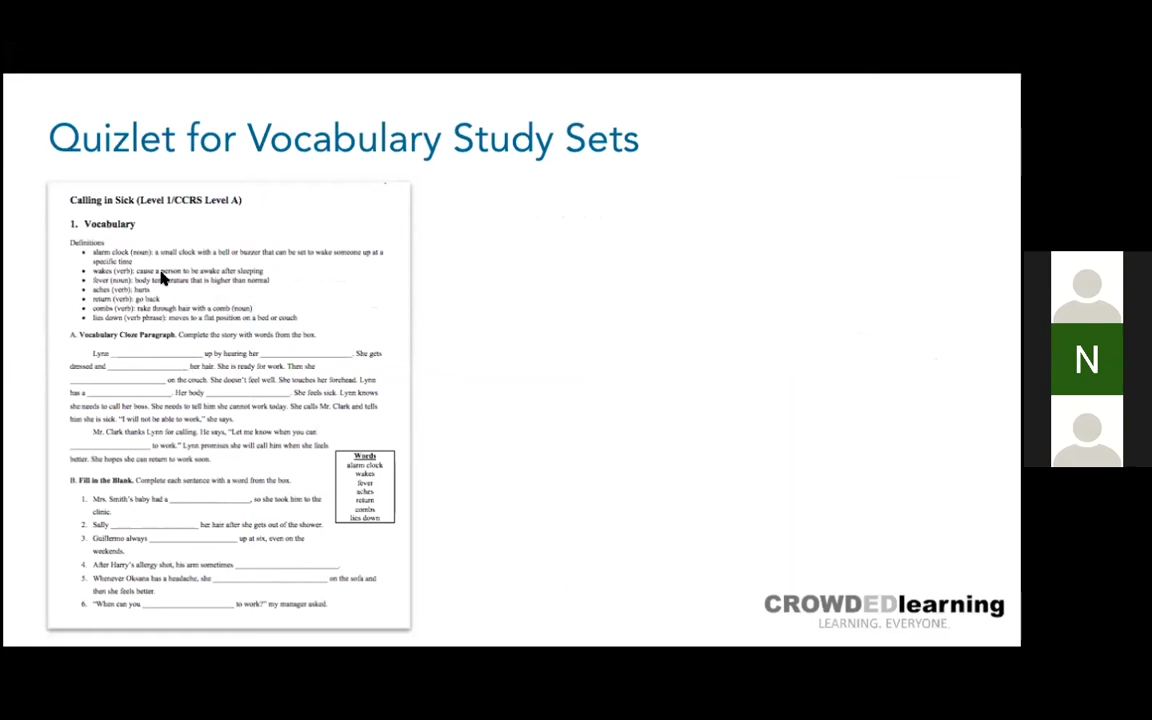 Quizlet for Vocabulary Study Sets
Calling in Sick (Level 1/CCRS Level A)
1. Vocabulary
Definitions
• alarm clock (noun): a small clock with a bell or buzzer that can be set to wake someone up at a
specific time
• wakes (verb): cause a person to be awake after sleeping
• fever (noun): body temperature that is higher than normal
• aches (verb): hurts
• return (verb): go back
• combs (verb): rake through hair with a comb (noun)
• lies down (verb phrase): moves to a flat position on a bed or couch
A. Vocabulary Cloze Paragraph. Complete the story with words from the box.
Lynn ____________ up by hearing her ____________. She gets
dressed and ____________ her hair. She is ready for work. Then she
____________ on the couch. She doesn't feel well. She touches her forehead. Lynn
has a ____________. Her body ____________. She feels sick. Lynn knows
she needs to call her boss. She needs to tell him she cannot work today. She calls Mr. Clark and tells
him she is sick. "I will not be able to work," she says.
Mr. Clark thanks Lynn for calling. He says, "Let me know when you can
____________ to work." Lynn promises she will call him when she feels
better. She hopes she can return to work soon.
Words
alarm clock
wakes
fever
aches
return
combs
lies down
B. Fill in the Blank. Complete each sentence with a word from the box.
1. Mrs. Smith's baby had a ____________, so she took him to the
clinic.
2. Sally ____________ her hair after she gets out of the shower.
3. Guillermo always ____________ up at six, even on the
weekends.
4. After Harry's allergy shot, his arm sometimes ____________.
5. Whenever Oksana has a headache, she ____________ on the sofa and
then she feels better.
6. "When can you ____________ to work?" my manager asked.
CROWDEDlearning
LEARNING. EVERYONE.
N